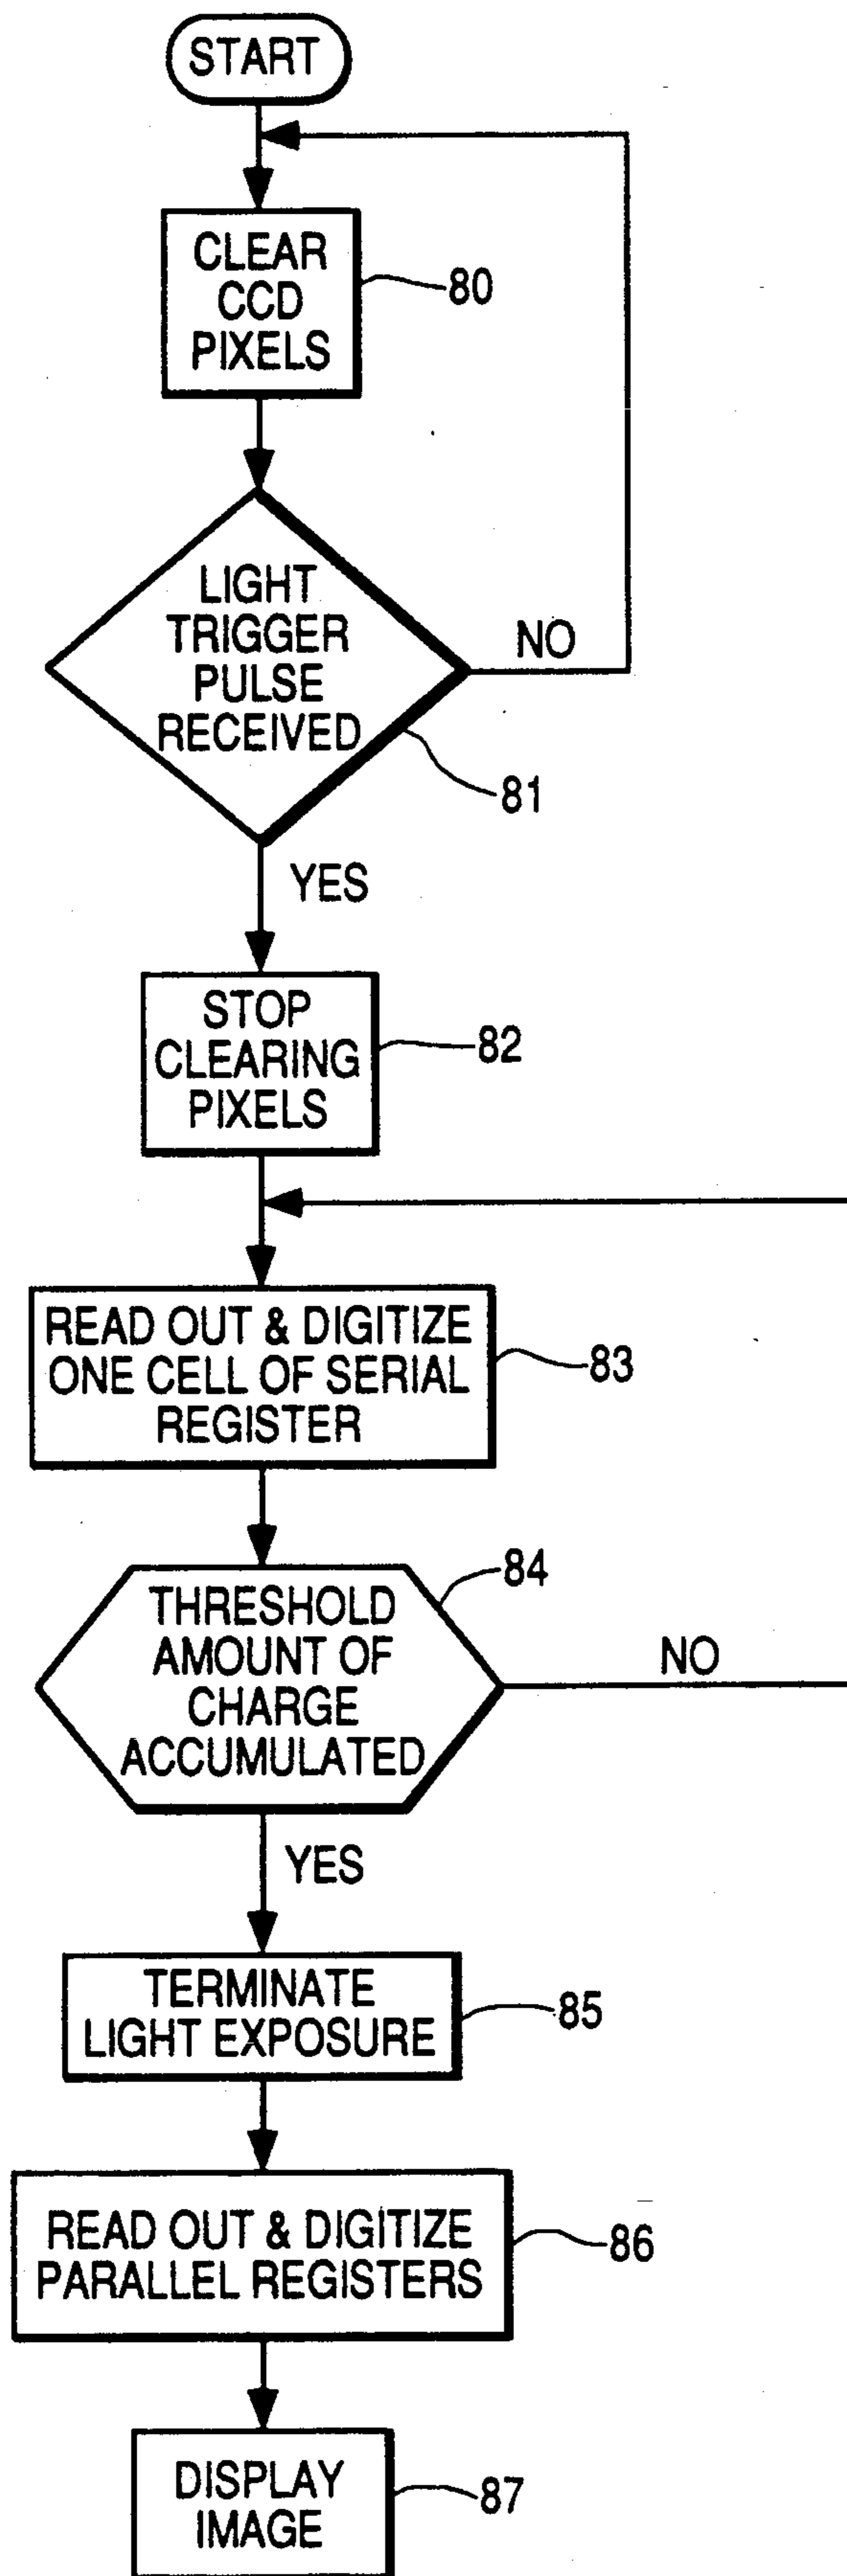 START
CLEAR
CCD
PIXELS
80
LIGHT
TRIGGER
PULSE
RECEIVED
NO
81
YES
STOP
CLEARING
PIXELS
82
READ OUT & DIGITIZE
ONE CELL OF SERIAL
REGISTER
83
THRESHOLD
AMOUNT OF
CHARGE
ACCUMULATED
84
NO
YES
TERMINATE
LIGHT EXPOSURE
85
READ OUT & DIGITIZE
PARALLEL REGISTERS
86
DISPLAY
IMAGE
87